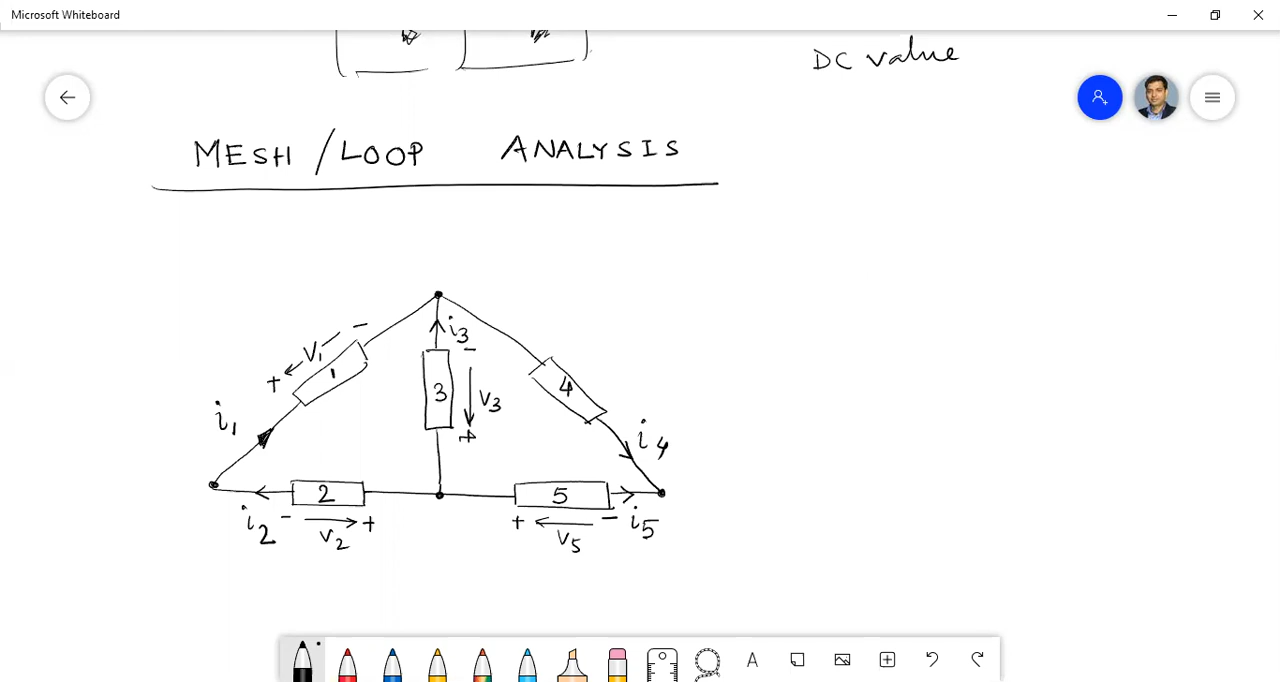 Microsoft Whiteboard
DC value
MESH / LOOP ANALYSIS
- i3
V1 -
+ 1 4
3 V3
i1 + i4
2 5
i2 - + + - i5
V2 V5
A